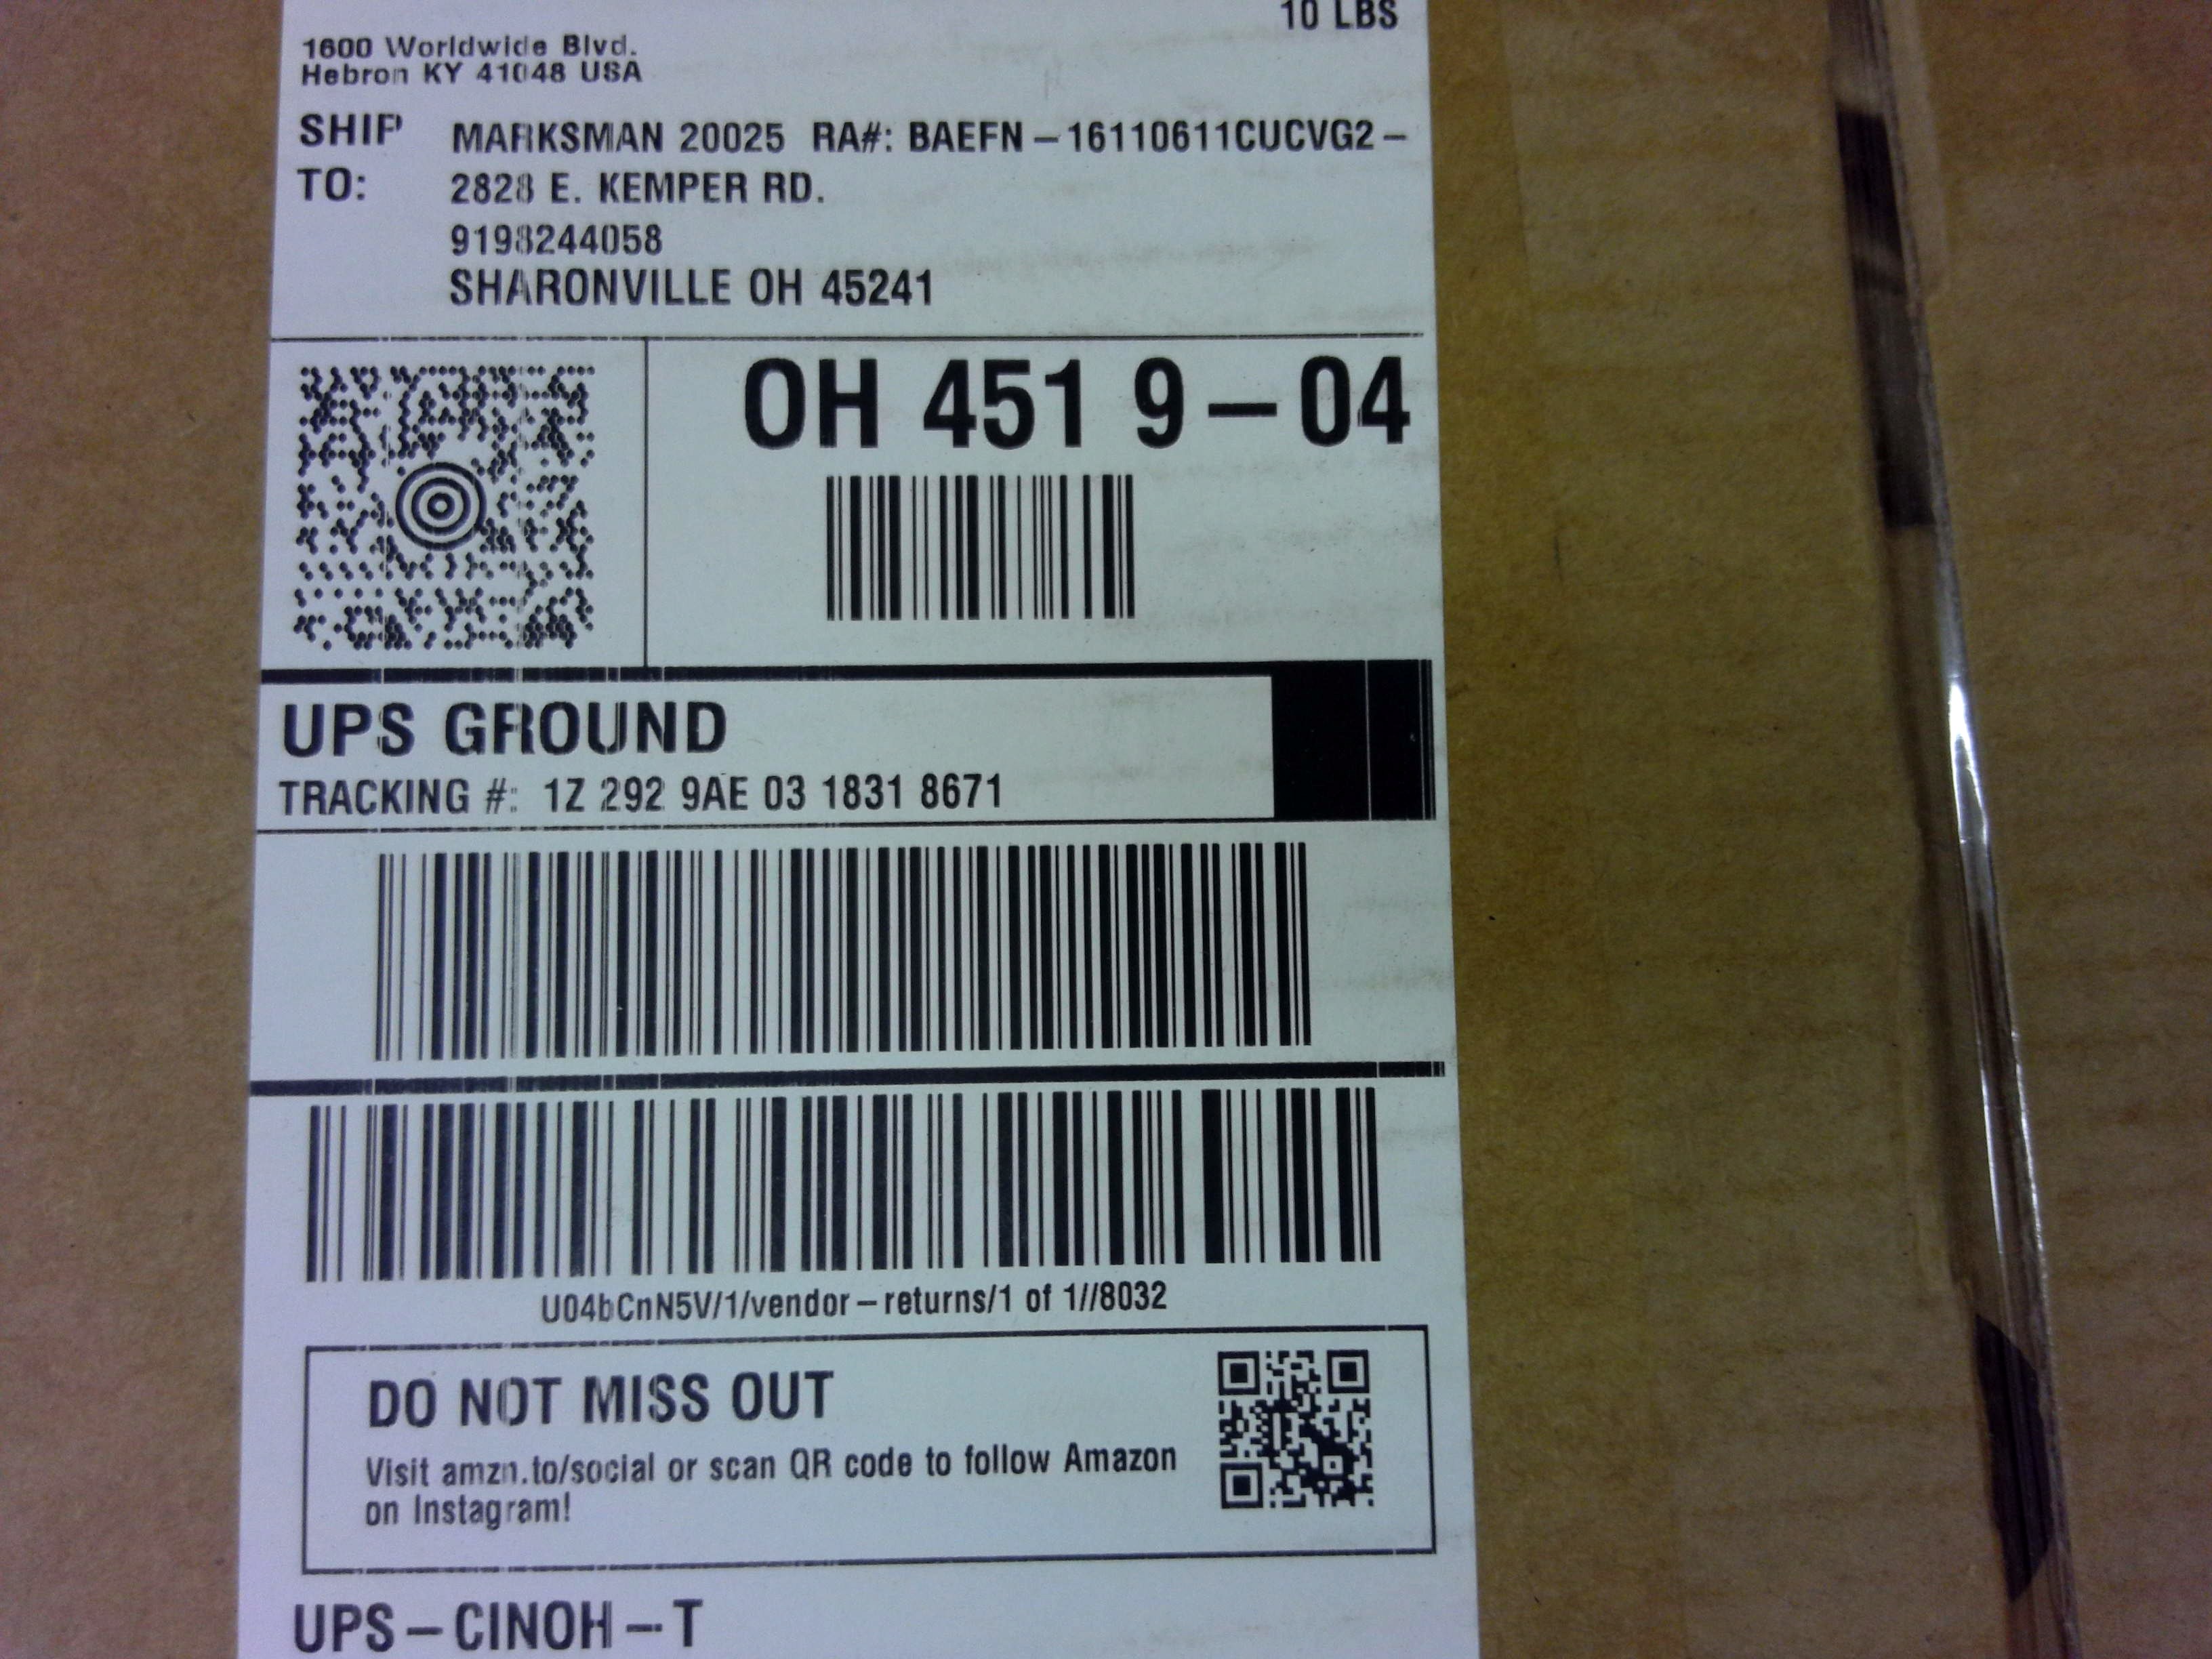 10 LBS
1600 Worldwide Blvd.
Hebron KY 41048 USA
SHIP TO: MARKSMAN 20025 RA#: BAEFN – 16110611CUCVG2 –
2828 E. KEMPER RD.
9198244058
SHARONVILLE OH 45241
OH 451 9 – 04
UPS GROUND
TRACKING #: 1Z 292 9AE 03 1831 8671
U04bCnN5V/1/vendor – returns/1 of 1//8032
DO NOT MISS OUT
Visit amzn.to/social or scan QR code to follow Amazon
on Instagram!
UPS – CINOH – T